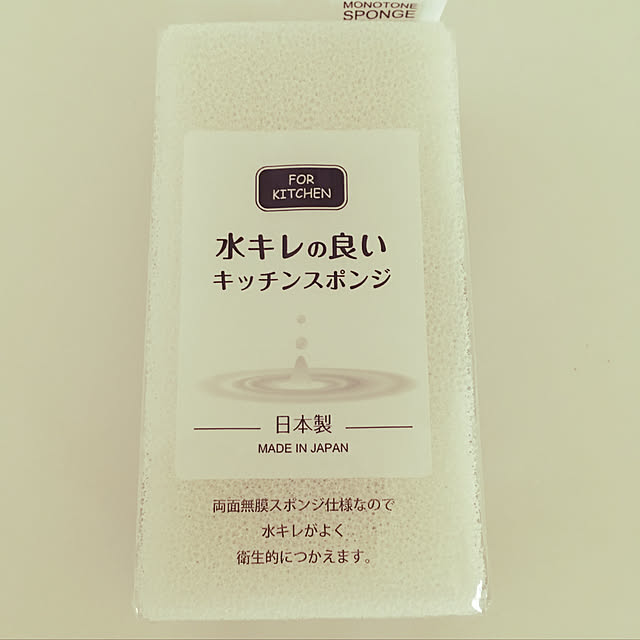 MONOTONE
SPONGE
FOR
KITCHEN
水キレの良い
キッチンスポンジ
日本製
MADE IN JAPAN
両面無膜スポンジ仕様なので
水キレがよく
衛生的につかえます。